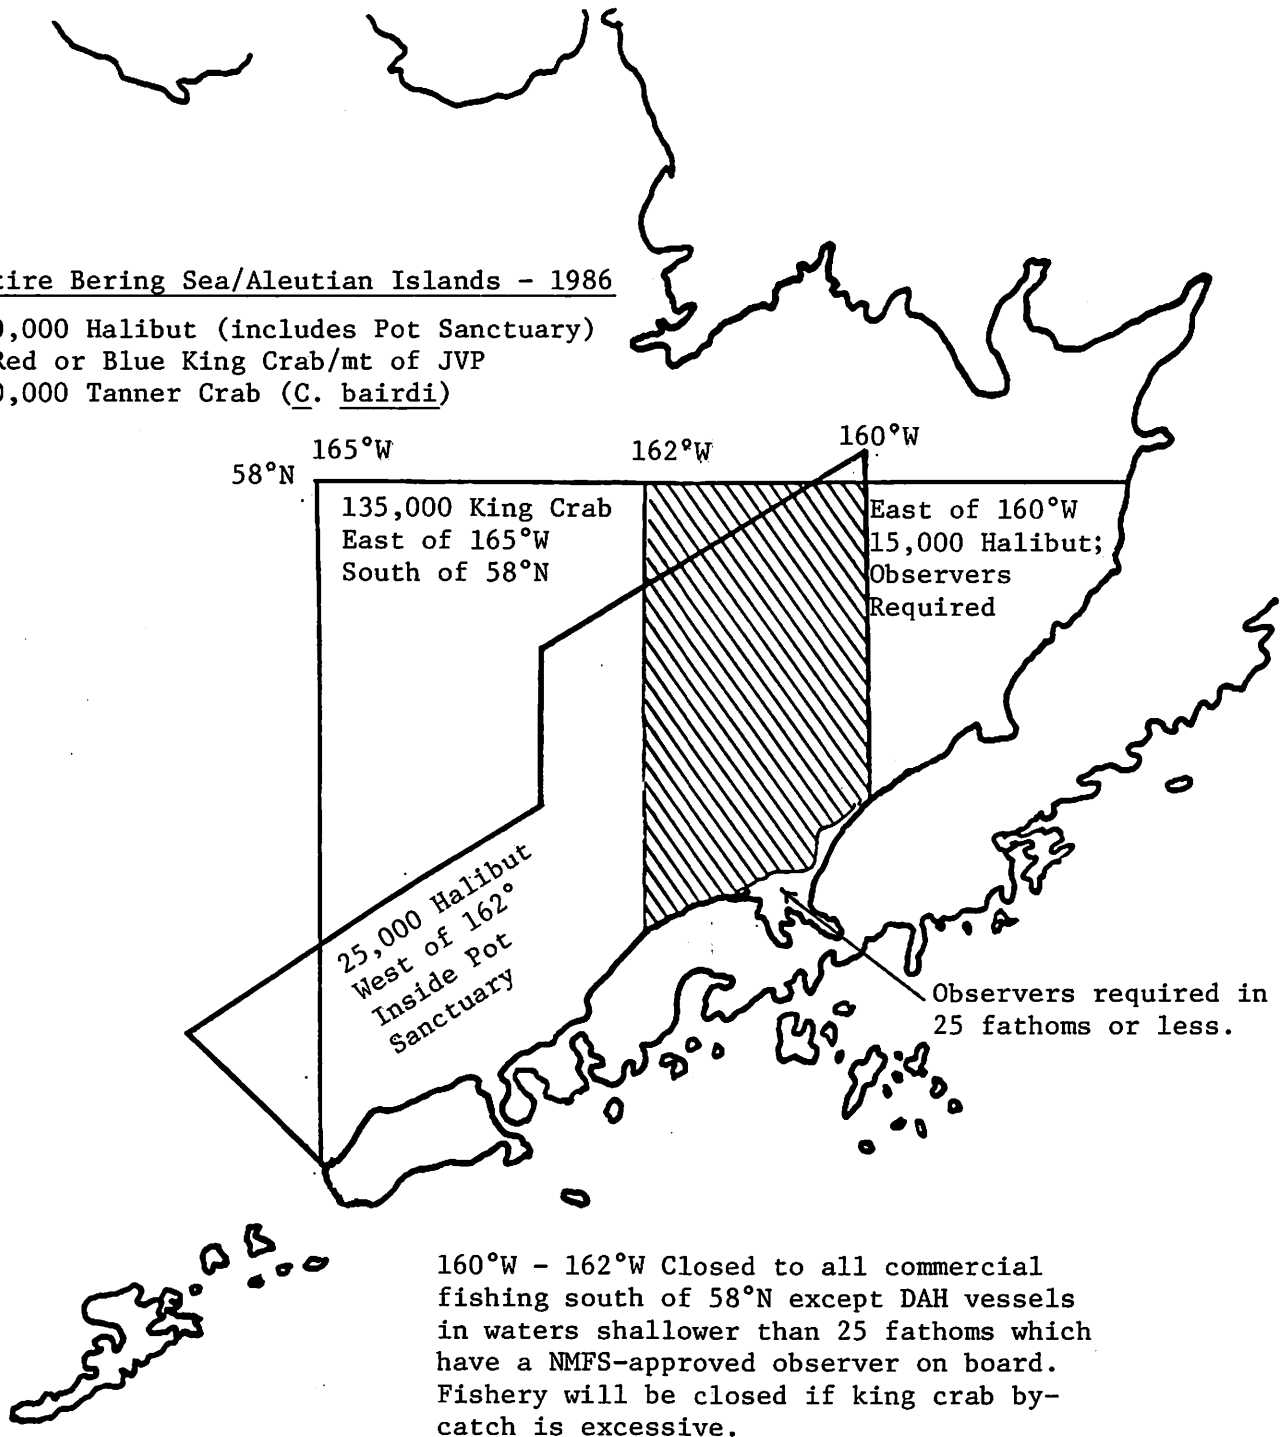 tire Bering Sea/Aleutian Islands - 1986
0,000 Halibut (includes Pot Sanctuary)
Red or Blue King Crab/mt of JVP
0,000 Tanner Crab (C. bairdi)
165°W
162°W
160°W
58°N
135,000 King Crab
East of 165°W
South of 58°N
East of 160°W
15,000 Halibut;
Observers
Required
25,000 Halibut
West of 162°
Inside Pot
Sanctuary
Observers required in
25 fathoms or less.
160°W - 162°W Closed to all commercial
fishing south of 58°N except DAH vessels
in waters shallower than 25 fathoms which
have a NMFS-approved observer on board.
Fishery will be closed if king crab by-
catch is excessive.